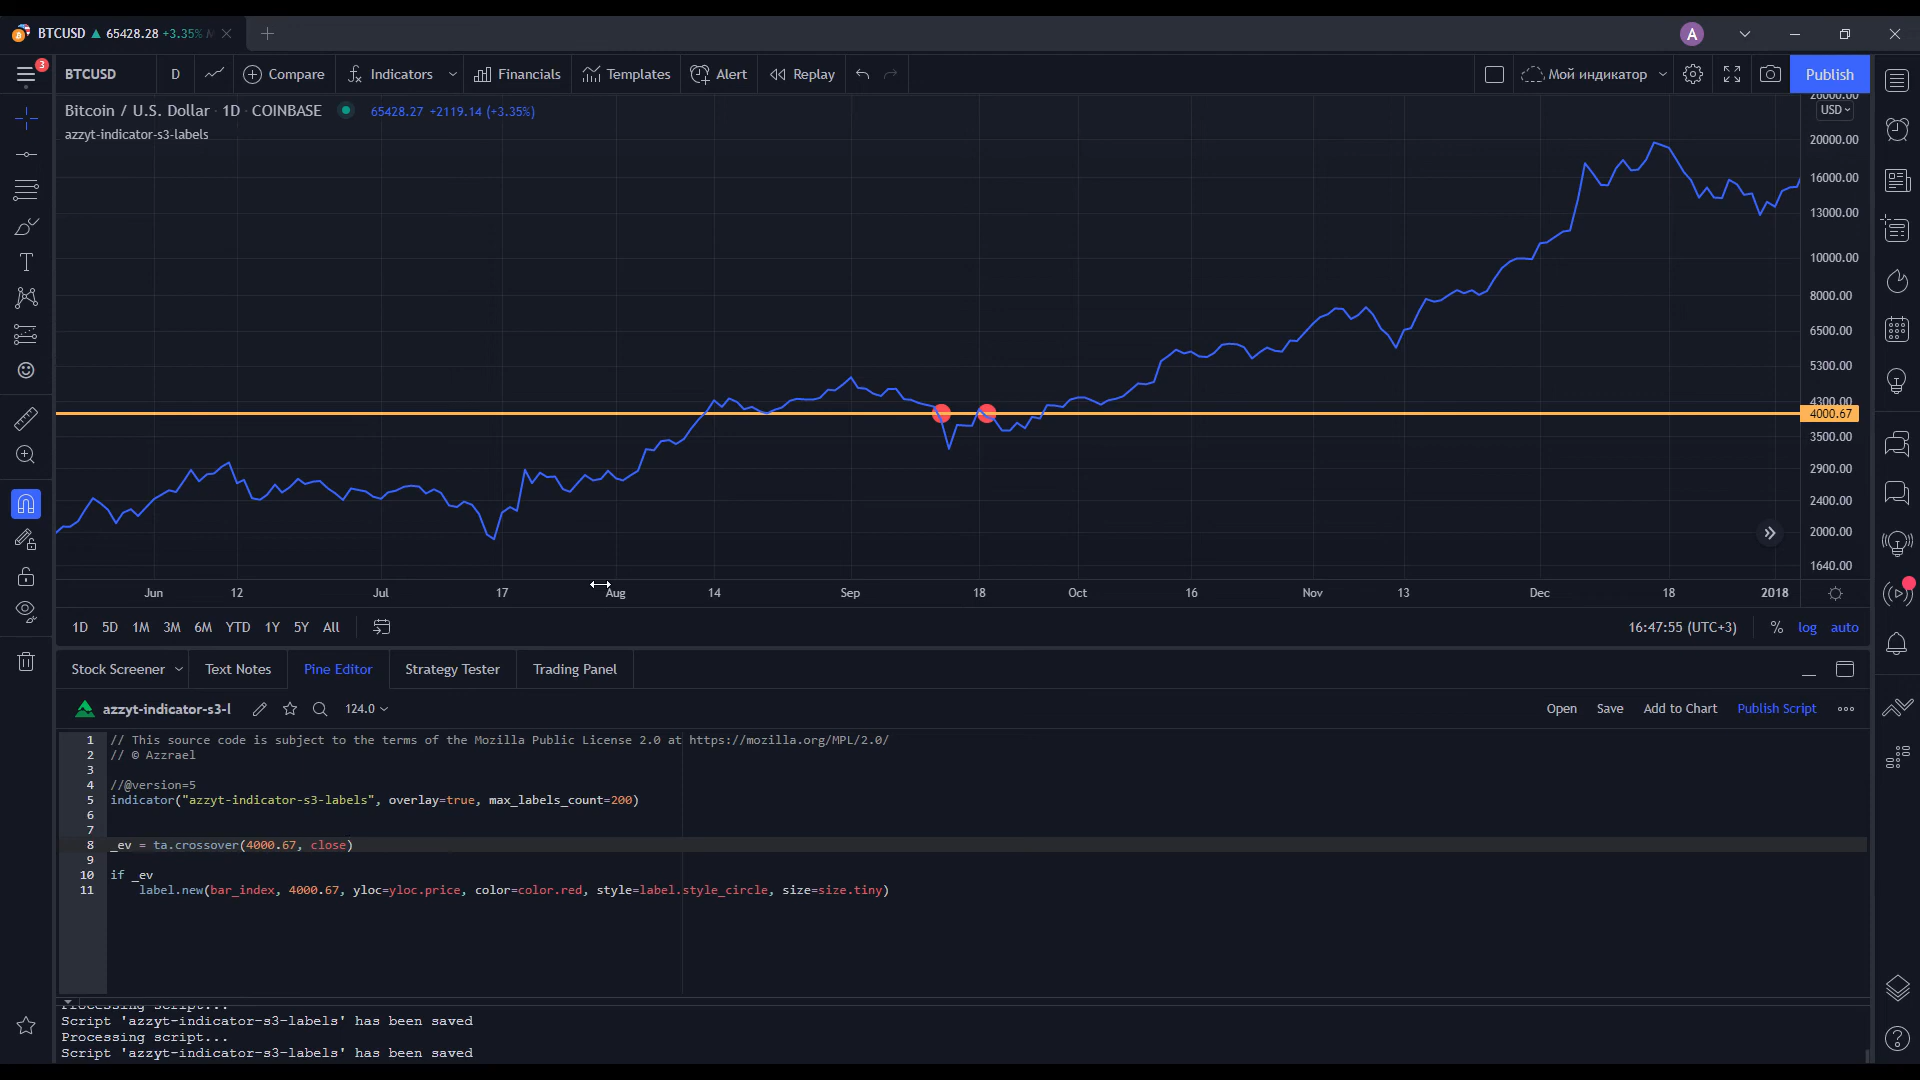 BTCUSD ▲ 65428.28 +3.35%
A
3
BTCUSD D Compare Indicators Financials Templates Alert Replay Мой индикатор Publish
Bitcoin / U.S. Dollar · 1D · COINBASE 65428.27 +2119.14 (+3.35%)
azzyt-indicator-s3-labels
26000.00
USD
20000.00
16000.00
13000.00
10000.00
8000.00
6500.00
5300.00
4300.00
4000.67
3500.00
2900.00
2400.00
2000.00
1640.00
Jun 12 Jul 17 Aug 14 Sep 18 Oct 16 Nov 13 Dec 18 2018
1D 5D 1M 3M 6M YTD 1Y 5Y All 16:47:55 (UTC+3) % log auto
Stock Screener Text Notes Pine Editor Strategy Tester Trading Panel
azzyt-indicator-s3-l 124.0 Open Save Add to Chart Publish Script
1 // This source code is subject to the terms of the Mozilla Public License 2.0 at https://mozilla.org/MPL/2.0/
2 // © Azzrael
3
4 //@version=5
5 indicator("azzyt-indicator-s3-labels", overlay=true, max_labels_count=200)
6
7
8 _ev = ta.crossover(4000.67, close)
9
10 if _ev
11 label.new(bar_index, 4000.67, yloc=yloc.price, color=color.red, style=label.style_circle, size=size.tiny)
Processing script...
Script 'azzyt-indicator-s3-labels' has been saved
Processing script...
Script 'azzyt-indicator-s3-labels' has been saved